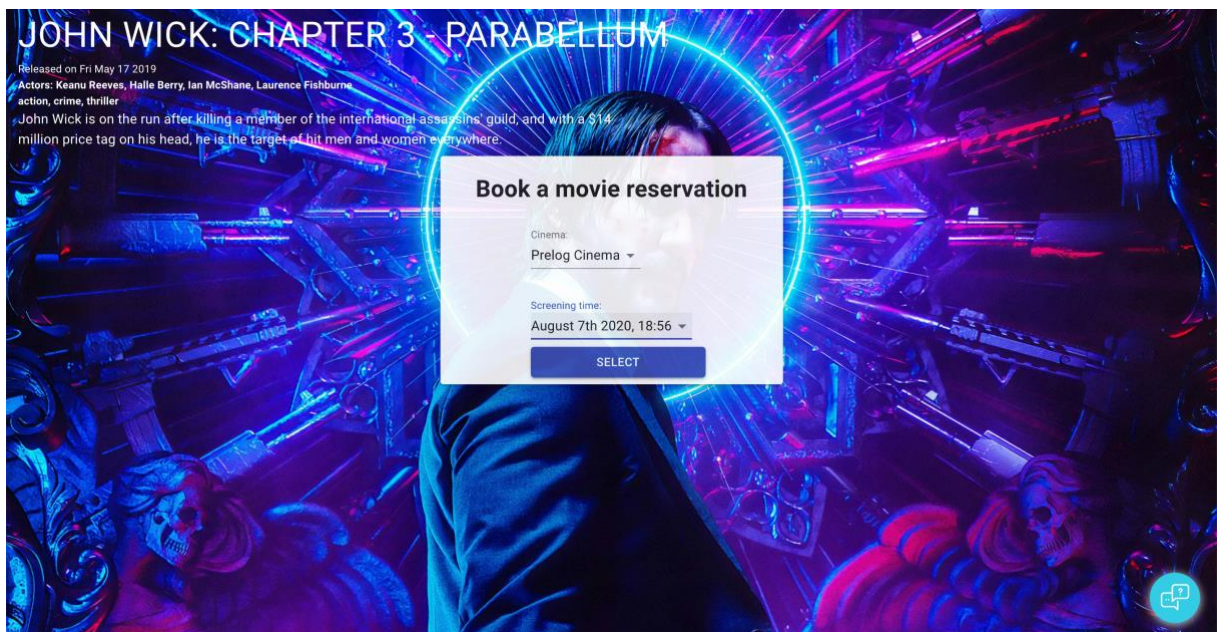 JOHN WICK: CHAPTER 3 - PARABELLUM
Released on Fri May 17 2019
Actors: Keanu Reeves, Halle Berry, Ian McShane, Laurence Fishburne
action, crime, thriller
John Wick is on the run after killing a member of the international assassins' guild, and with a $14
million price tag on his head, he is the target of hit men and women everywhere.
Book a movie reservation
Cinema:
Prelog Cinema
Screening time:
August 7th 2020, 18:56
SELECT
?